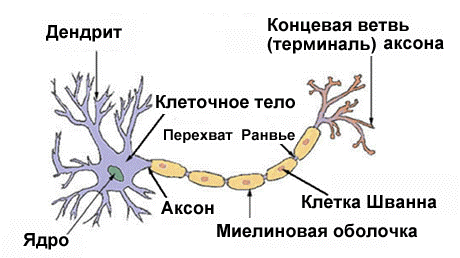 Дендрит
Концевая ветвь
(терминаль) аксона
Клеточное тело
Перехват Ранвье
Аксон
Клетка Шванна
Ядро
Миелиновая оболочка